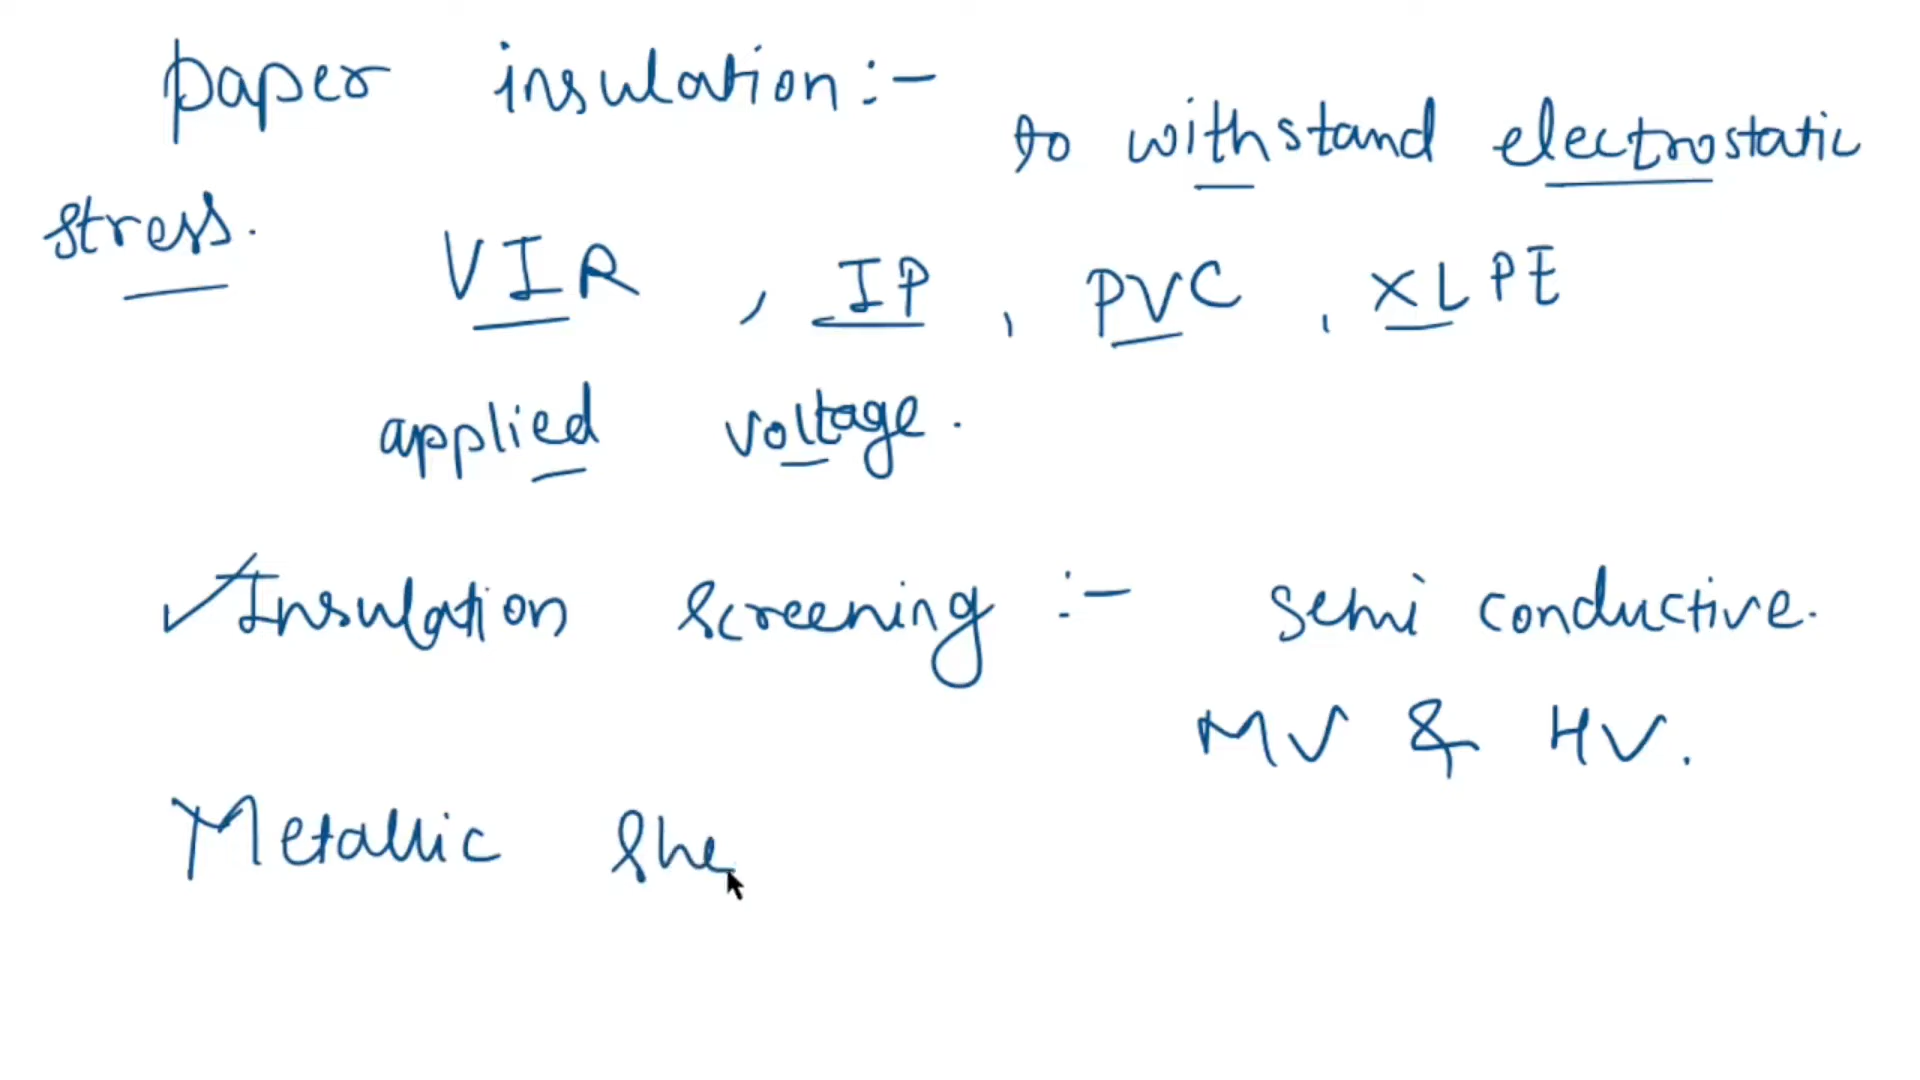 paper insulation :-
to withstand electrostatic
stress.
VIR , IP , PVC , XLPE
applied voltage.
Insulation screening :- semi conductive.
MV & HV.
Metallic She